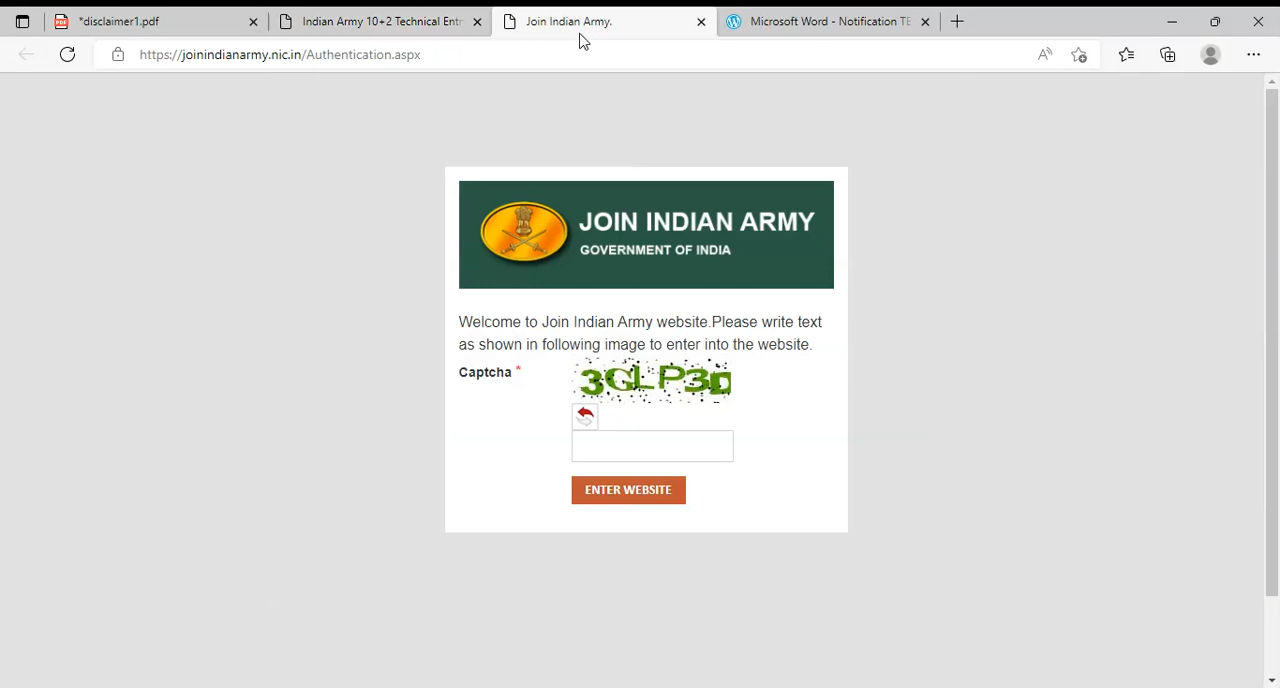 *disclaimer1.pdf
Indian Army 10+2 Technical Entr
Join Indian Army.
Microsoft Word - Notification TE
https://joinindianarmy.nic.in/Authentication.aspx
JOIN INDIAN ARMY
GOVERNMENT OF INDIA
Welcome to Join Indian Army website.Please write text
as shown in following image to enter into the website.
Captcha *
3GLP3D
ENTER WEBSITE